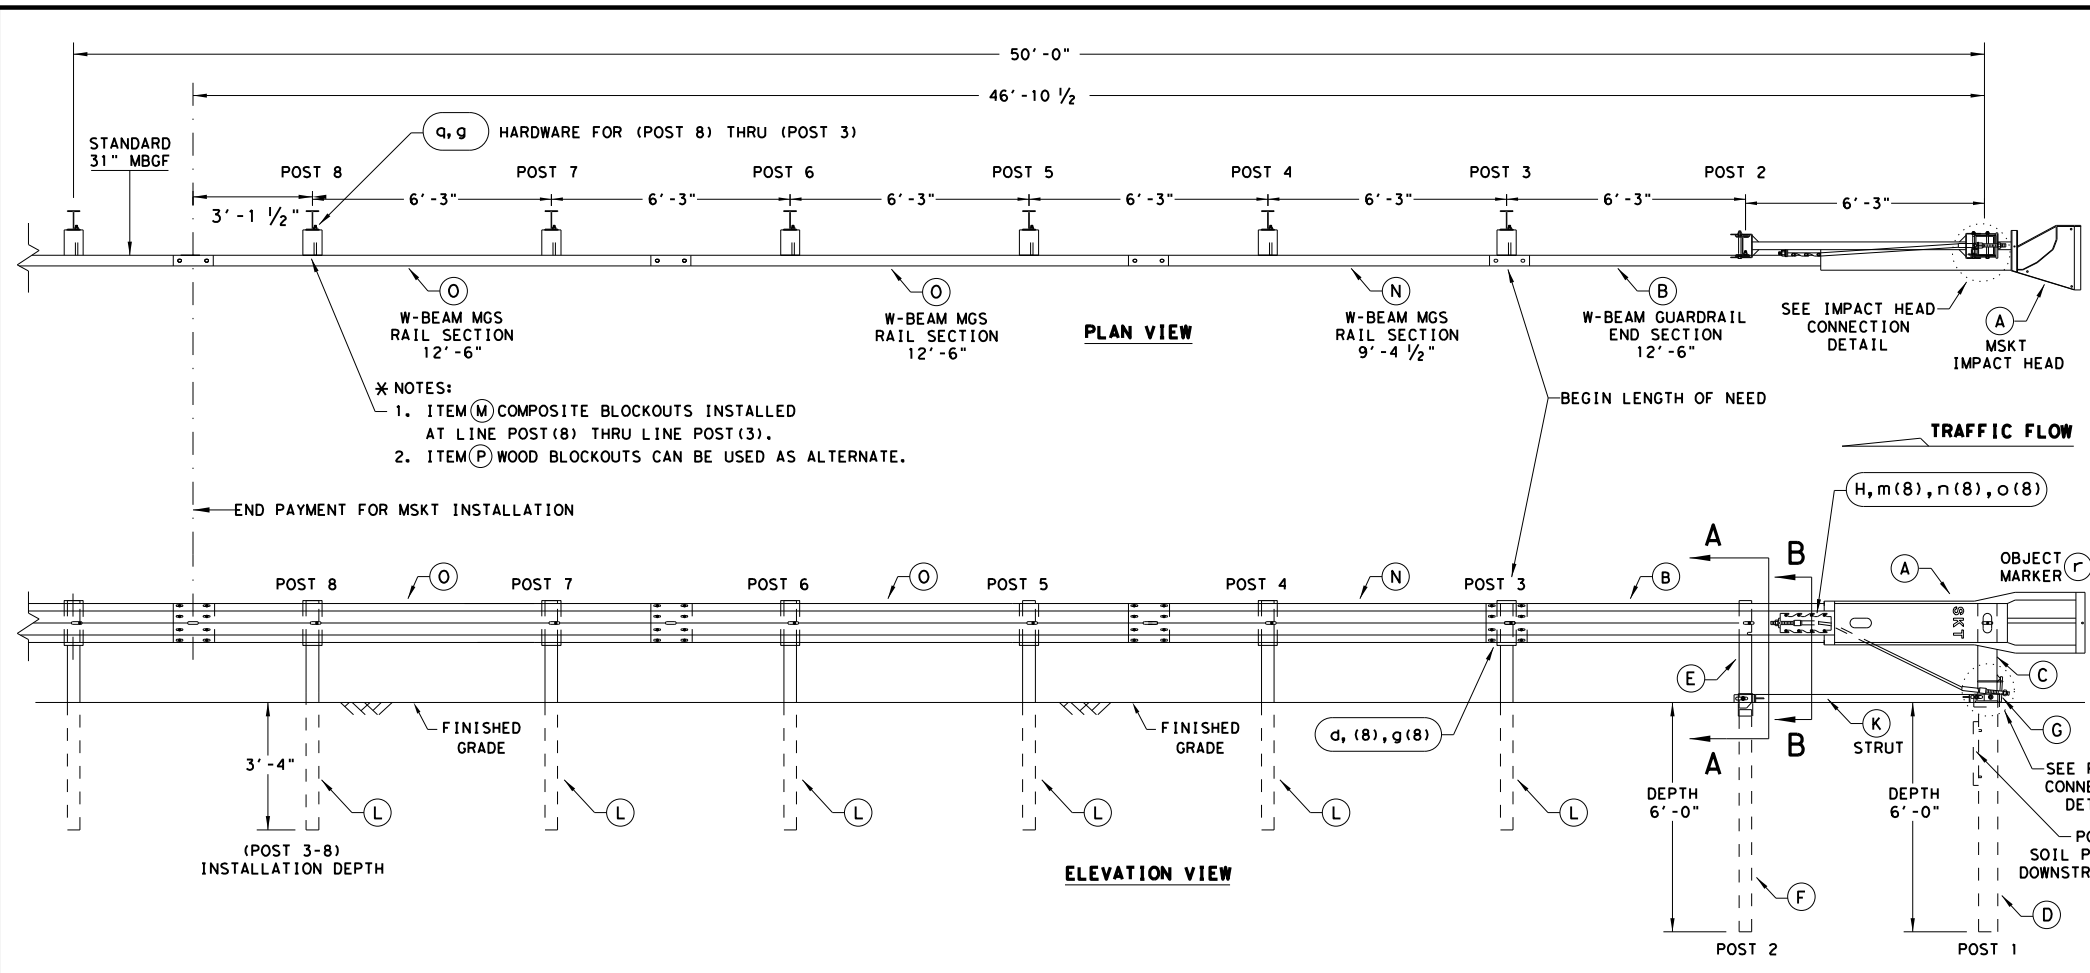 50'-0"
46'-10 1/2
STANDARD
31" MBGF
q,g
HARDWARE FOR (POST 8) THRU (POST 3)
POST 8
POST 7
POST 6
POST 5
POST 4
POST 3
POST 2
3'-1 1/2"
6'-3"
6'-3"
6'-3"
6'-3"
6'-3"
6'-3"
6'-3"
O
W-BEAM MGS
RAIL SECTION
12'-6"
O
W-BEAM MGS
RAIL SECTION
12'-6"
PLAN VIEW
N
W-BEAM MGS
RAIL SECTION
9'-4 1/2"
B
W-BEAM GUARDRAIL
END SECTION
12'-6"
SEE IMPACT HEAD
CONNECTION
DETAIL
A
MSKT
IMPACT HEAD
* NOTES:
1. ITEM M COMPOSITE BLOCKOUTS INSTALLED
AT LINE POST(8) THRU LINE POST(3).
2. ITEM P WOOD BLOCKOUTS CAN BE USED AS ALTERNATE.
BEGIN LENGTH OF NEED
TRAFFIC FLOW
END PAYMENT FOR MSKT INSTALLATION
H,m(8),n(8),o(8)
A
B
OBJECT
MARKER
r
POST 8
O
POST 7
POST 6
O
POST 5
POST 4
N
POST 3
B
A
SKT
E
C
FINISHED
GRADE
FINISHED
GRADE
d,(8),g(8)
K
STRUT
G
A
B
3'-4"
L
L
L
L
L
L
DEPTH
6'-0"
DEPTH
6'-0"
SEE
CONNE
DET
PO
SOIL P
DOWNSTR
(POST 3-8)
INSTALLATION DEPTH
ELEVATION VIEW
F
D
POST 2
POST 1